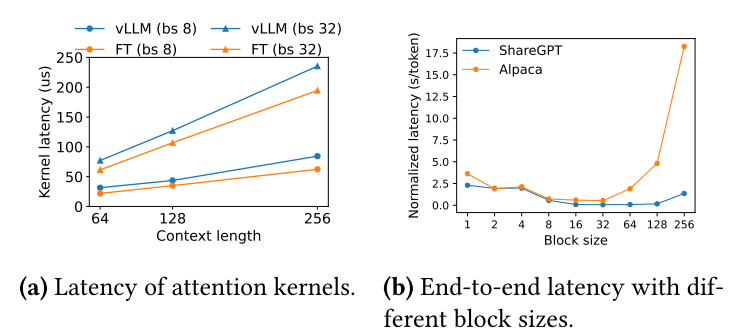 vLLM (bs 8) vLLM (bs 32)
FT (bs 8) FT (bs 32)
250
200
150
100
50
0
Kernel latency (us)
64 128 256
Context length
(a) Latency of attention kernels.
ShareGPT
Alpaca
17.5
15.0
12.5
10.0
7.5
5.0
2.5
0.0
Normalized latency (s/token)
1 2 4 8 16 32 64 128 256
Block size
(b) End-to-end latency with dif-
ferent block sizes.